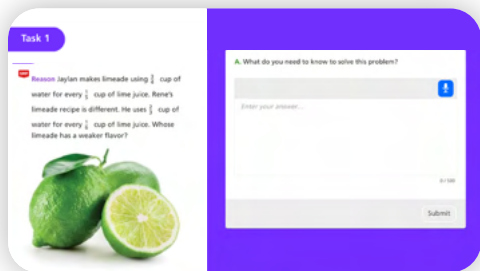 Task 1
Reason Jaylan makes limeade using cup of
water for every cup of lime juice. Rene's
limeade recipe is different. He uses cup of
water for every cup of lime juice. Whose
limeade has a weaker flavor?
A. What do you need to know to solve this problem?
Enter your answer...
0 / 500
Submit